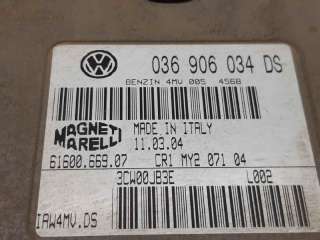 036 906 034 DS
BENZIN 4MV 005 4568
MAGNETI MARELLI
MADE IN ITALY
11.03.04
61600.669.07 CR1 MY2 071 04
3CW00JB3E L002
IAW4MV.DS